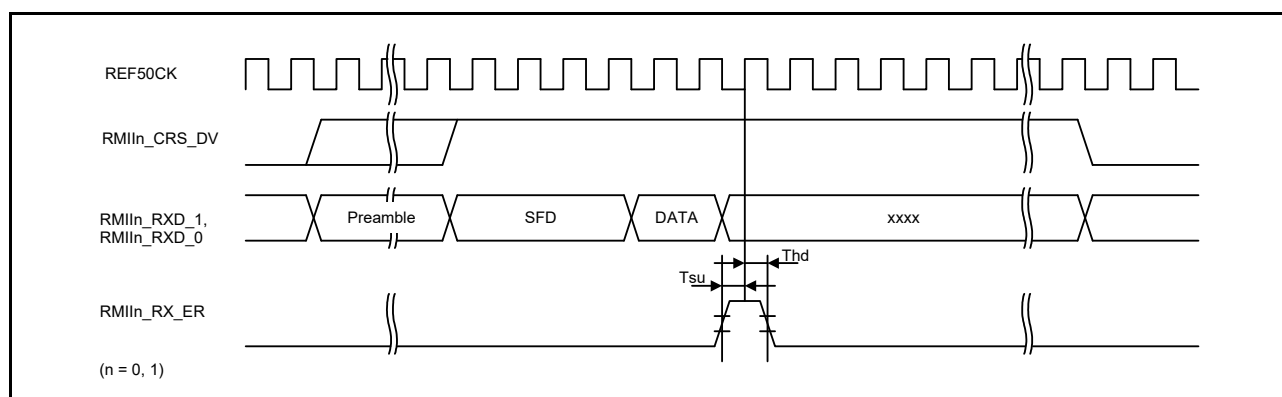 REF50CK
RMIIn_CRS_DV
RMIIn_RXD_1,
RMIIn_RXD_0
Preamble
SFD
DATA
xxxx
Thd
Tsu
RMIIn_RX_ER
(n = 0, 1)